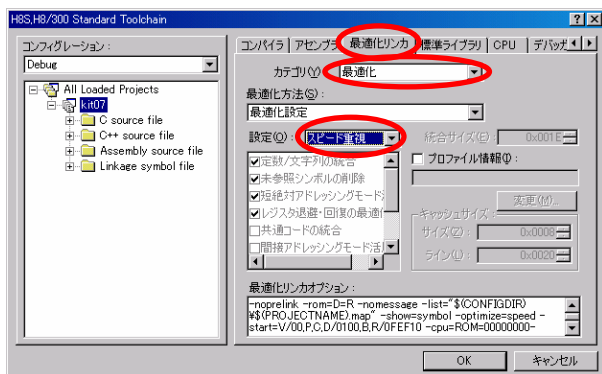 H8S,H8/300 Standard Toolchain
コンフィグレーション :
Debug
All Loaded Projects
kit07
C source file
C++ source file
Assembly source file
Linkage symbol file
コンパイラ アセンブラ 最適化リンカ 標準ライブラリ CPU デバッガ
カテゴリ(Y) : 最適化
最適化方法(S) :
最適化設定
設定(O) : スピード重視 統合サイズ(E) : 0x001E
定数/文字列の統合
未参照シンボルの削除
短絶対アドレッシングモード
レジスタ退避・回復の最適化
共通コードの統合
間接アドレッシングモード活
プロファイル情報(I) :
変更(M)...
キャッシュサイズ :
サイズ(Z) : 0x0008
ライン(L) : 0x0020
最適化リンカオプション :
-noprelink -rom=D=R -nomessage -list="$(CONFIGDIR)
¥$(PROJECTNAME).map" -show=symbol -optimize=speed -
start=V/00,P,C,D/0100,B,R/0FEF10 -cpu=ROM=00000000-
OK キャンセル